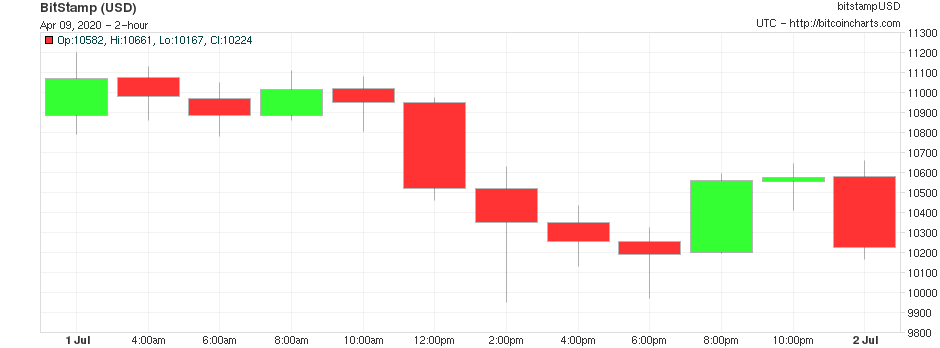 BitStamp (USD)
bitstampUSD
Apr 09, 2020 - 2-hour
UTC - http://bitcoincharts.com
Op:10582, Hi:10661, Lo:10167, Cl:10224
11300
11200
11100
11000
10900
10800
10700
10600
10500
10400
10300
10200
10100
10000
9900
9800
1 Jul
4:00am
6:00am
8:00am
10:00am
12:00pm
2:00pm
4:00pm
6:00pm
8:00pm
10:00pm
2 Jul